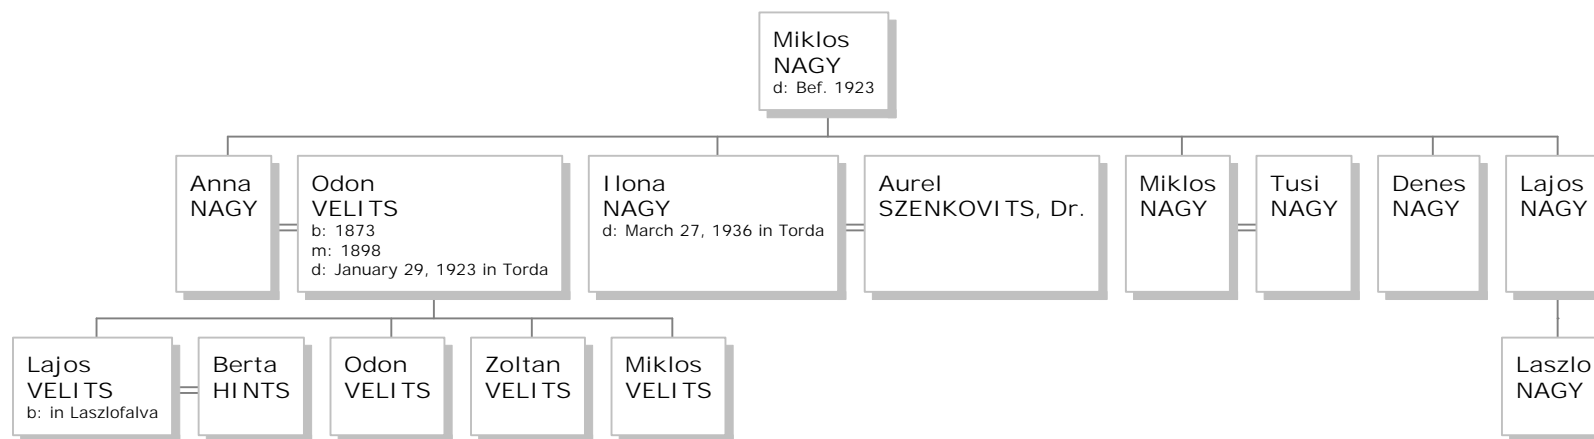 Miklos
NAGY
d: Bef. 1923
Anna
NAGY
Odon
VELITS
b: 1873
m: 1898
d: January 29, 1923 in Torda
Ilona
NAGY
d: March 27, 1936 in Torda
Aurel
SZENKOVITS, Dr.
Miklos
NAGY
Tusi
NAGY
Denes
NAGY
Lajos
NAGY
Lajos
VELITS
b: in Laszlofalva
Berta
HINTS
Odon
VELITS
Zoltan
VELITS
Miklos
VELITS
Laszlo
NAGY